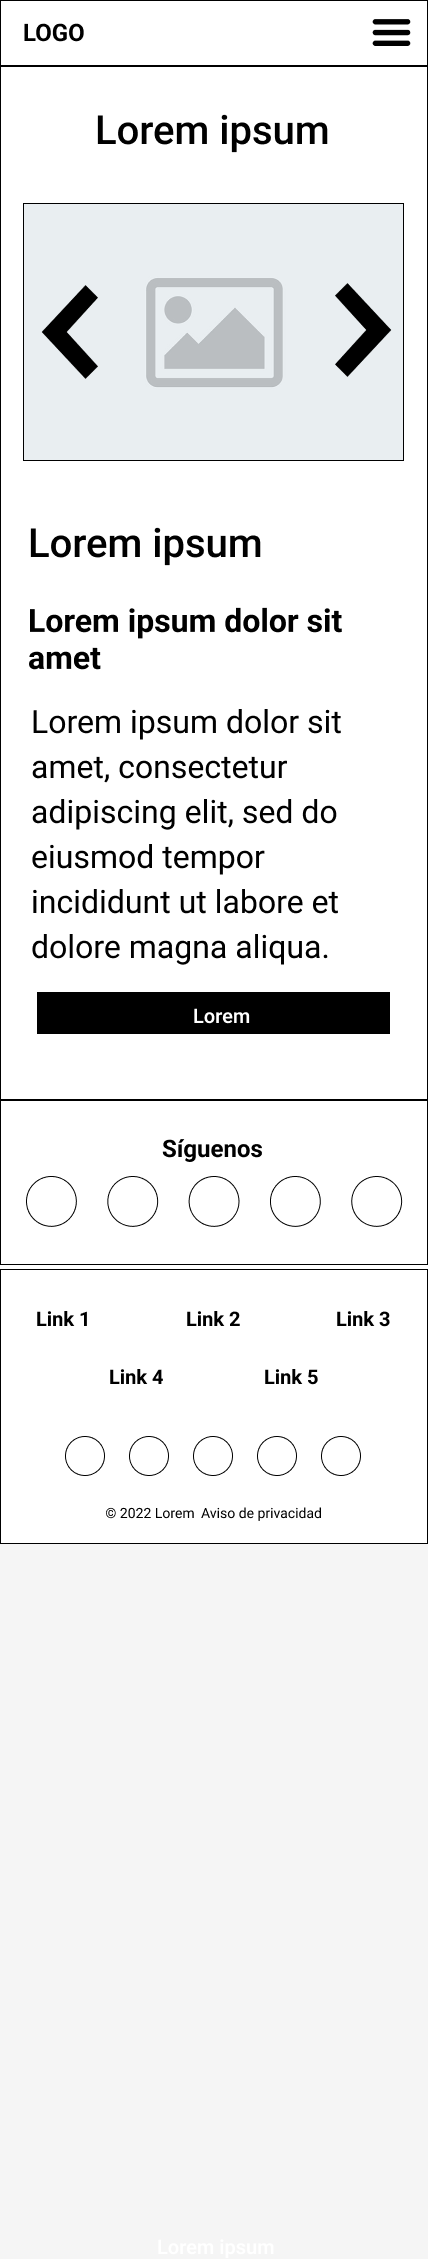 LOGO
Lorem ipsum
Lorem ipsum
Lorem ipsum dolor sit
amet
Lorem ipsum dolor sit
amet, consectetur
adipiscing elit, sed do
eiusmod tempor
incididunt ut labore et
dolore magna aliqua.
Lorem
Síguenos
Link 1 Link 2 Link 3
Link 4 Link 5
© 2022 Lorem  Aviso de privacidad
Lorem ipsum